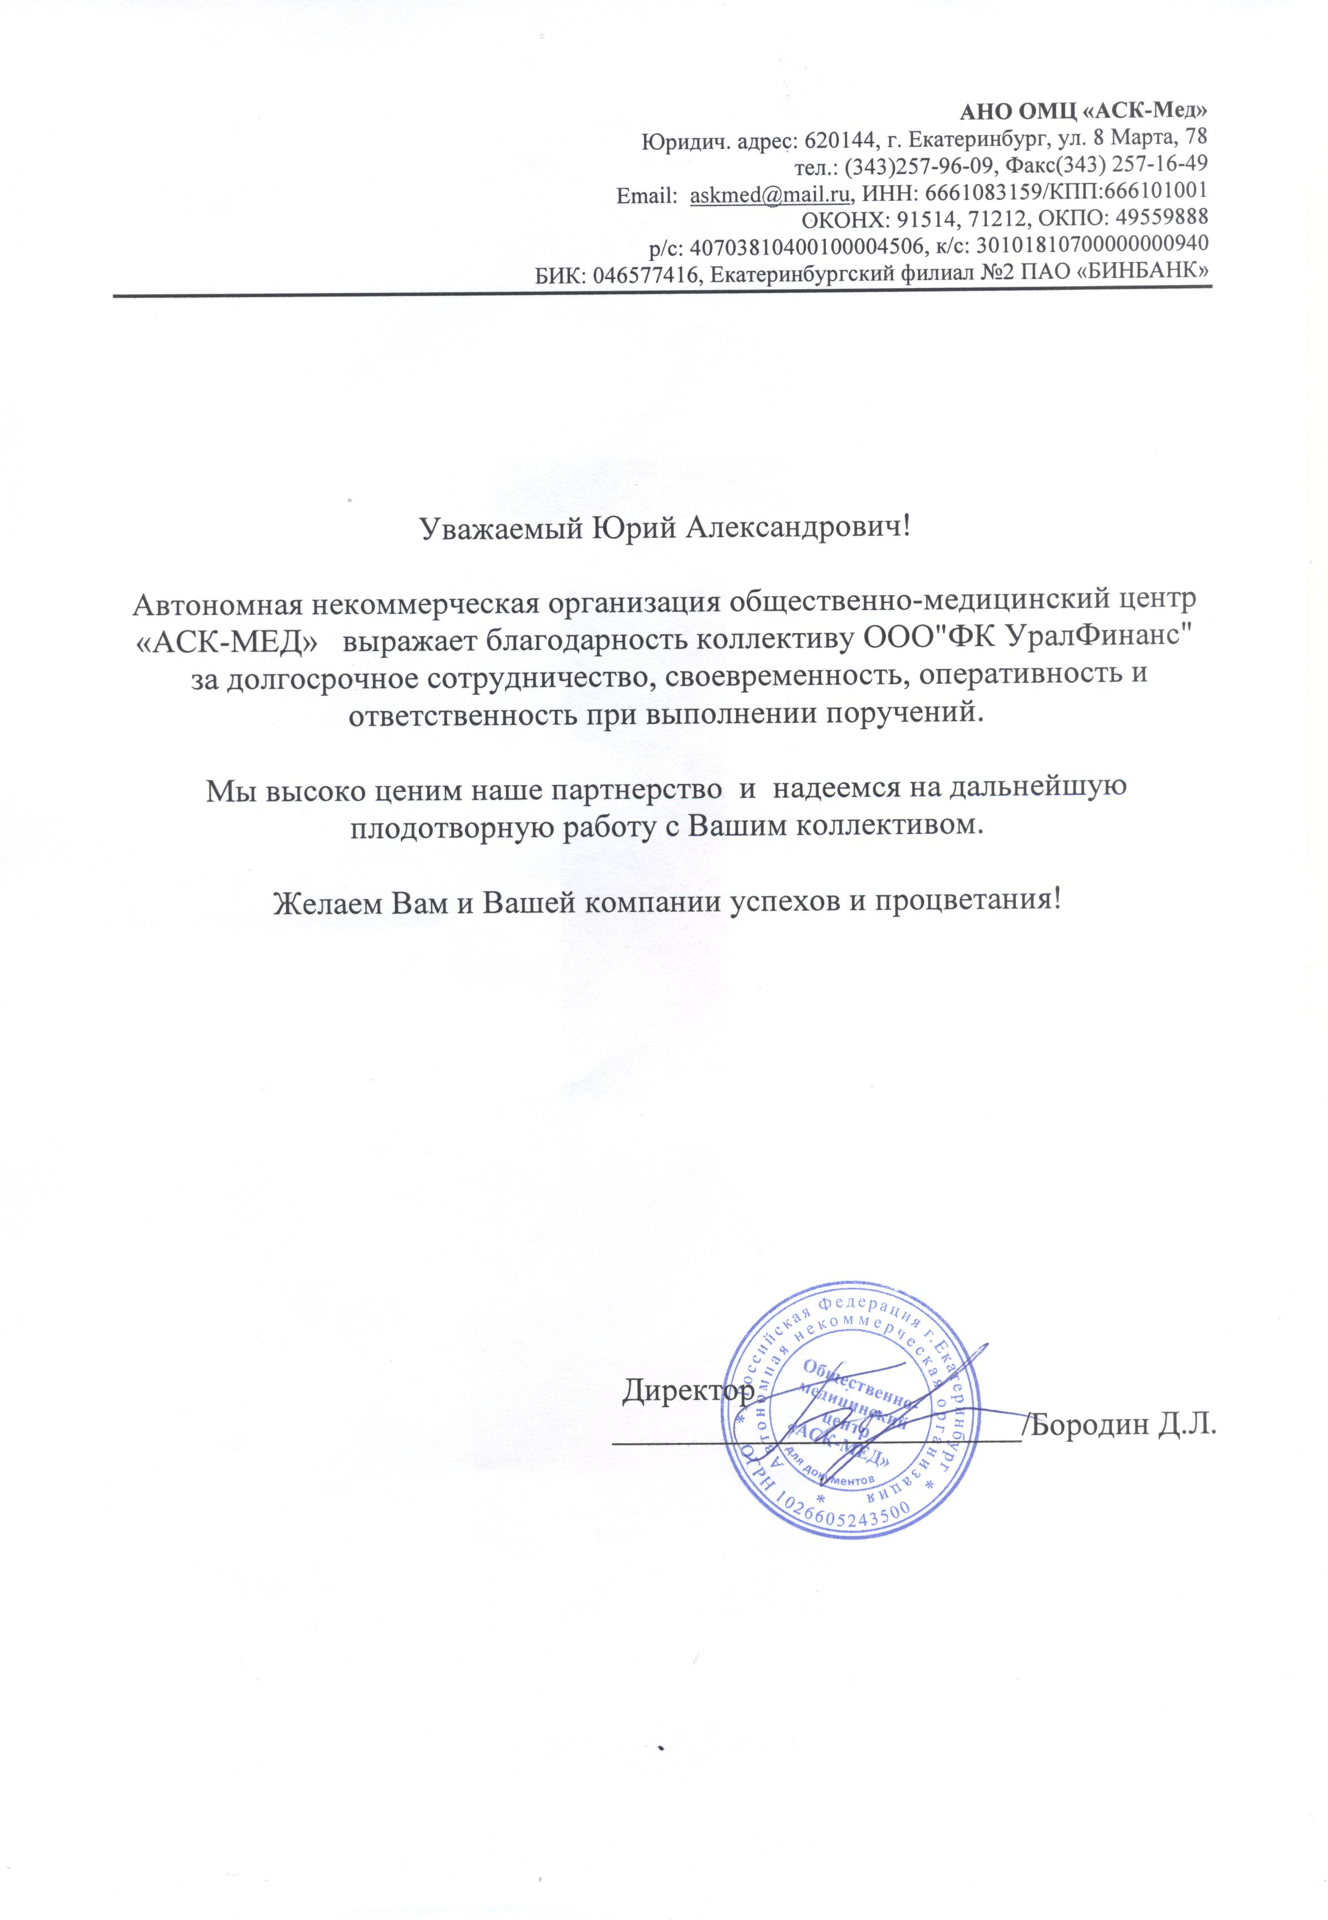 АНО ОМЦ «АСК-Мед»
Юридич. адрес: 620144, г. Екатеринбург, ул. 8 Марта, 78
тел.: (343)257-96-09, Факс(343) 257-16-49
Email: askmed@mail.ru, ИНН: 6661083159/КПП:666101001
ОКОНХ: 91514, 71212, ОКПО: 49559888
р/с: 40703810400100004506, к/с: 30101810700000000940
БИК: 046577416, Екатеринбургский филиал №2 ПАО «БИНБАНК»
Уважаемый Юрий Александрович!
Автономная некоммерческая организация общественно-медицинский центр
«АСК-МЕД» выражает благодарность коллективу ООО"ФК УралФинанс"
за долгосрочное сотрудничество, своевременность, оперативность и
ответственность при выполнении поручений.
Мы высоко ценим наше партнерство и надеемся на дальнейшую
плодотворную работу с Вашим коллективом.
Желаем Вам и Вашей компании успехов и процветания!
Директор
/Бородин Д.Л.
Российская Федерация г.Екатеринбург
Автономная некоммерческая организация
Общественно-
медицинский
центр
«АСК-МЕД»
для документов
1026605243500